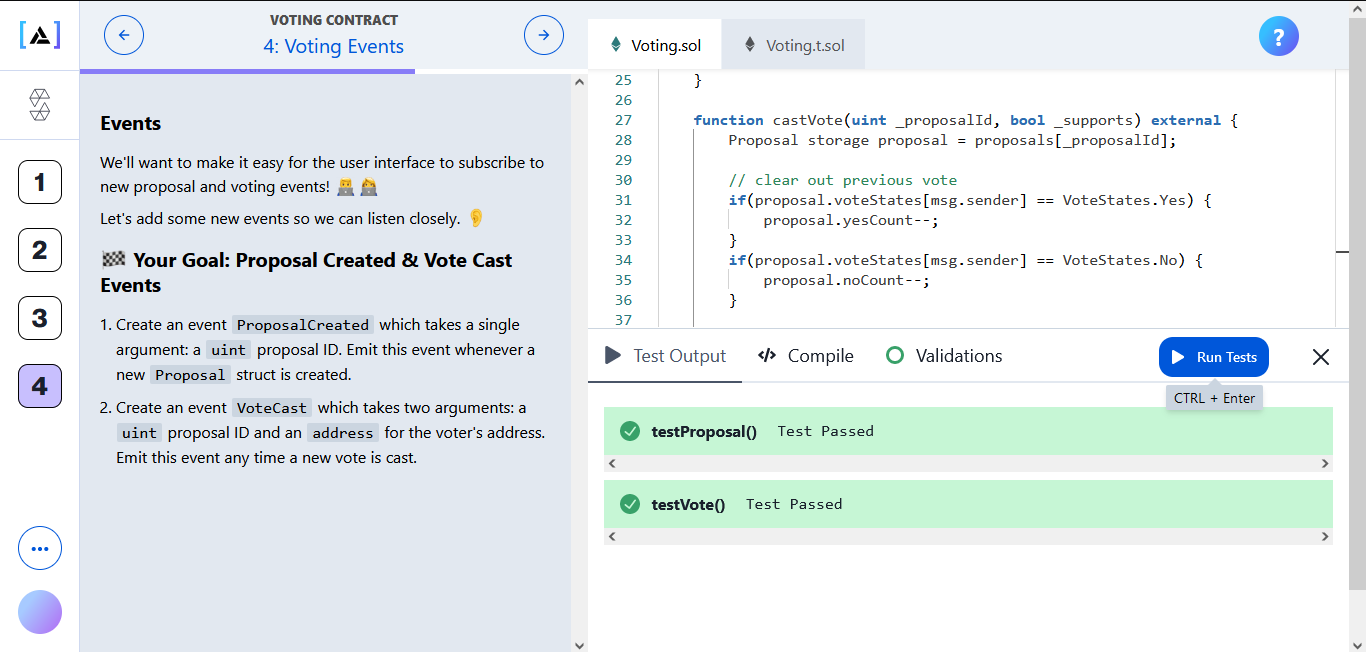 VOTING CONTRACT
4: Voting Events
1
2
3
4
Events
We'll want to make it easy for the user interface to subscribe to
new proposal and voting events!
Let's add some new events so we can listen closely.
Your Goal: Proposal Created & Vote Cast
Events
1. Create an event ProposalCreated which takes a single
argument: a uint proposal ID. Emit this event whenever a
new Proposal struct is created.
2. Create an event VoteCast which takes two arguments: a
uint proposal ID and an address for the voter's address.
Emit this event any time a new vote is cast.
Voting.sol
Voting.t.sol
?
25 }
26
27 function castVote(uint _proposalId, bool _supports) external {
28 Proposal storage proposal = proposals[_proposalId];
29
30 // clear out previous vote
31 if(proposal.voteStates[msg.sender] == VoteStates.Yes) {
32 proposal.yesCount--;
33 }
34 if(proposal.voteStates[msg.sender] == VoteStates.No) {
35 proposal.noCount--;
36 }
37
Test Output
Compile
Validations
Run Tests
CTRL + Enter
testProposal() Test Passed
testVote() Test Passed